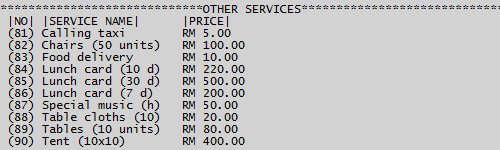 *****************************OTHER SERVICES*****************************
|NO| |SERVICE NAME| |PRICE|
(81) Calling taxi RM 5.00
(82) Chairs (50 units) RM 100.00
(83) Food delivery RM 10.00
(84) Lunch card (10 d) RM 220.00
(85) Lunch card (30 d) RM 500.00
(86) Lunch card (7 d) RM 200.00
(87) Special music (h) RM 50.00
(88) Table cloths (10) RM 20.00
(89) Tables (10 units) RM 80.00
(90) Tent (10x10) RM 400.00